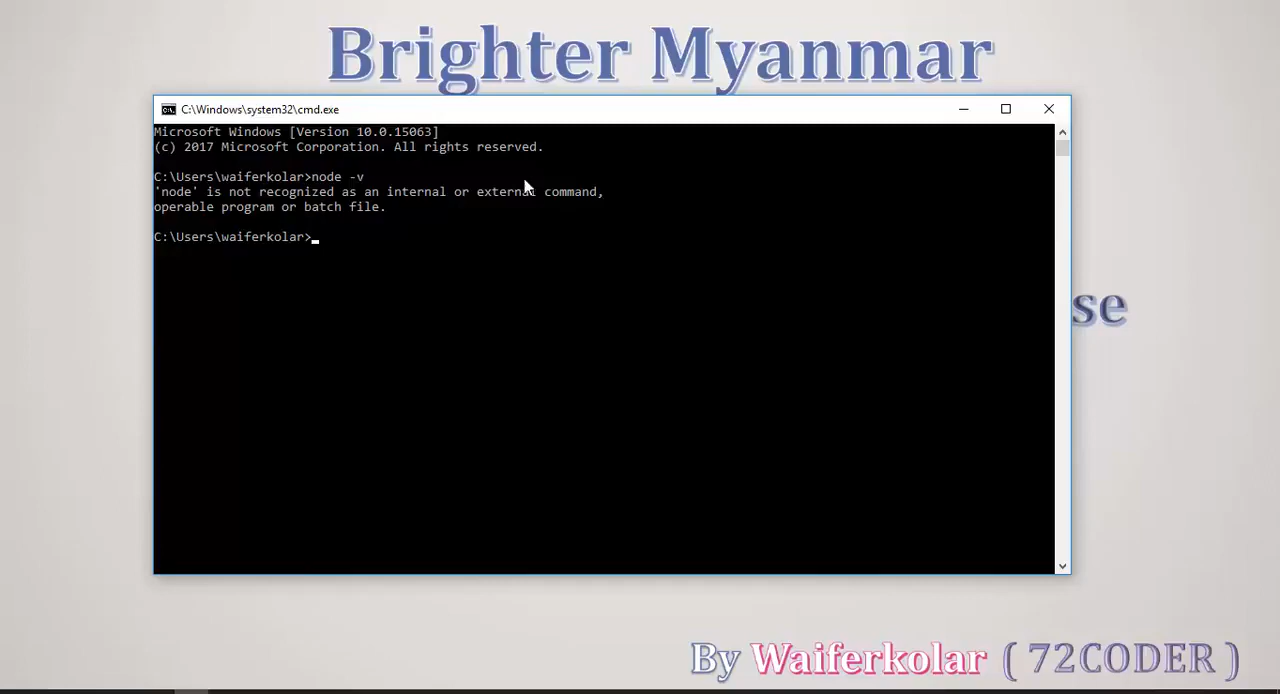 Brighter Myanmar
C:\Windows\system32\cmd.exe
Microsoft Windows [Version 10.0.15063]
(c) 2017 Microsoft Corporation. All rights reserved.
C:\Users\waiferkolar>node -v
'node' is not recognized as an internal or external command,
operable program or batch file.
C:\Users\waiferkolar>
se
By Waiferkolar ( 72CODER )